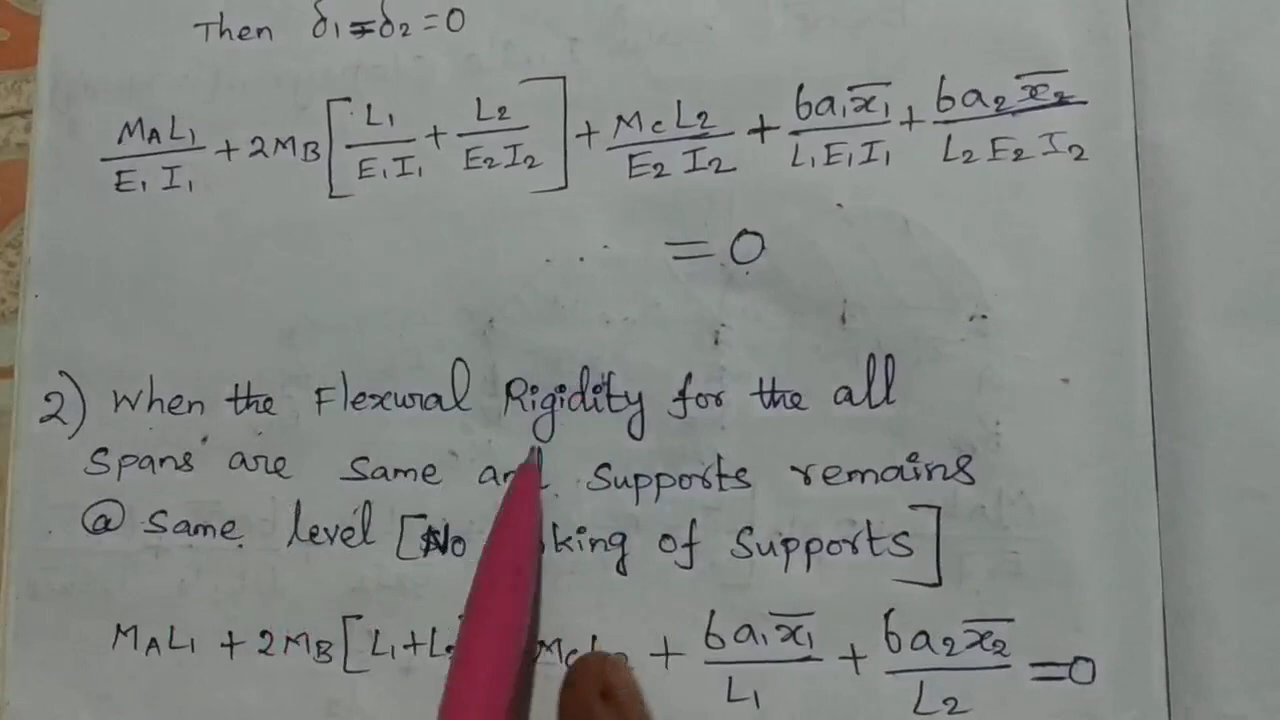 Then δ₁=δ₂=0
MAL₁/E₁I₁ + 2MB[L₁/E₁I₁ + L₂/E₂I₂] + McL₂/E₂I₂ + 6a₁x̄₁/L₁E₁I₁ + 6a₂x̄₂/L₂E₂I₂
=0
2) when the Flexural Rigidity for the all
spans are same and supports remains
@ same level [No king of supports]
MAL₁ + 2MB[L₁+L₂ McL₂ + 6a₁x̄₁/L₁ + 6a₂x̄₂/L₂ =0